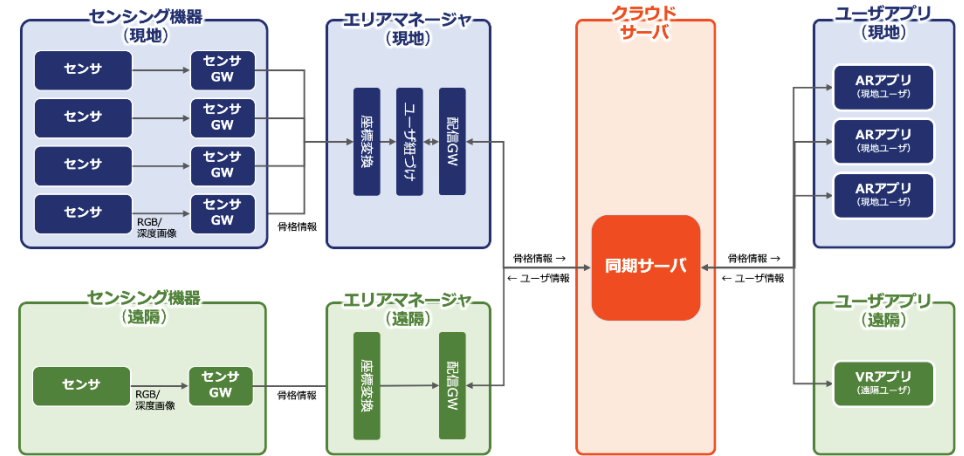 センシング機器
（現地）
センサ
センサ
GW
センサ
センサ
GW
センサ
センサ
GW
センサ
RGB/
深度画像
センサ
GW
骨格情報
エリアマネージャ
（現地）
座標変換
ユーザ紐づけ
配信GW
クラウド
サーバ
骨格情報 →
← ユーザ情報
同期サーバ
骨格情報 →
← ユーザ情報
ユーザアプリ
（現地）
ARアプリ
（現地ユーザ）
ARアプリ
（現地ユーザ）
ARアプリ
（現地ユーザ）
センシング機器
（遠隔）
センサ
RGB/
深度画像
センサ
GW
骨格情報
エリアマネージャ
（遠隔）
座標変換
配信GW
ユーザアプリ
（遠隔）
VRアプリ
（遠隔ユーザ）